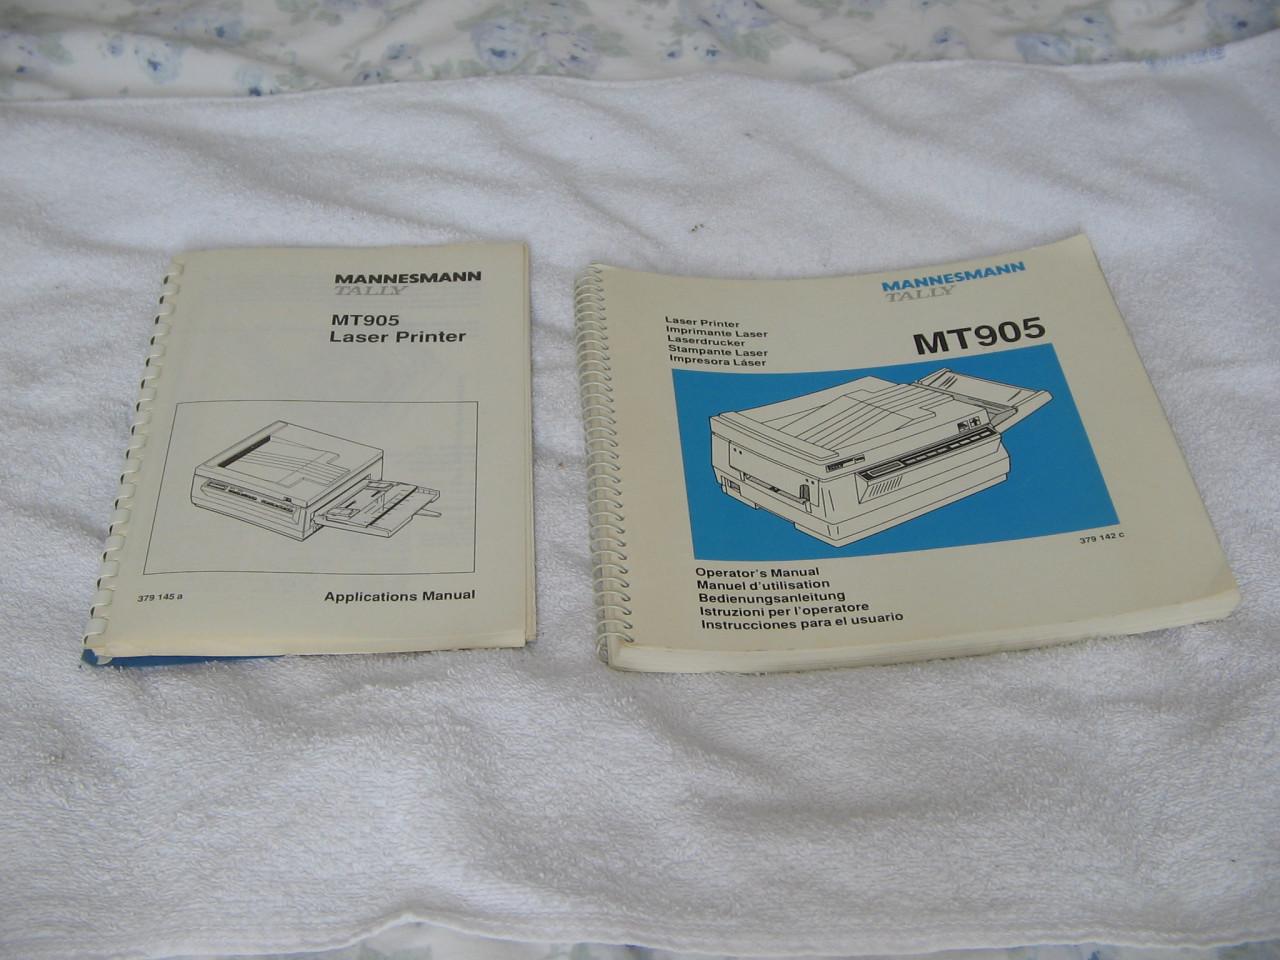 MANNESMANN
TALLY
MT905
Laser Printer
379 145 a
Applications Manual
MANNESMANN
TALLY
Laser Printer
Imprimante Laser
Laserdrucker
Stampante Laser
Impresora Láser
MT905
379 142 c
Operator's Manual
Manuel d'utilisation
Bedienungsanleitung
Istruzioni per l'operatore
Instrucciones para el usuario